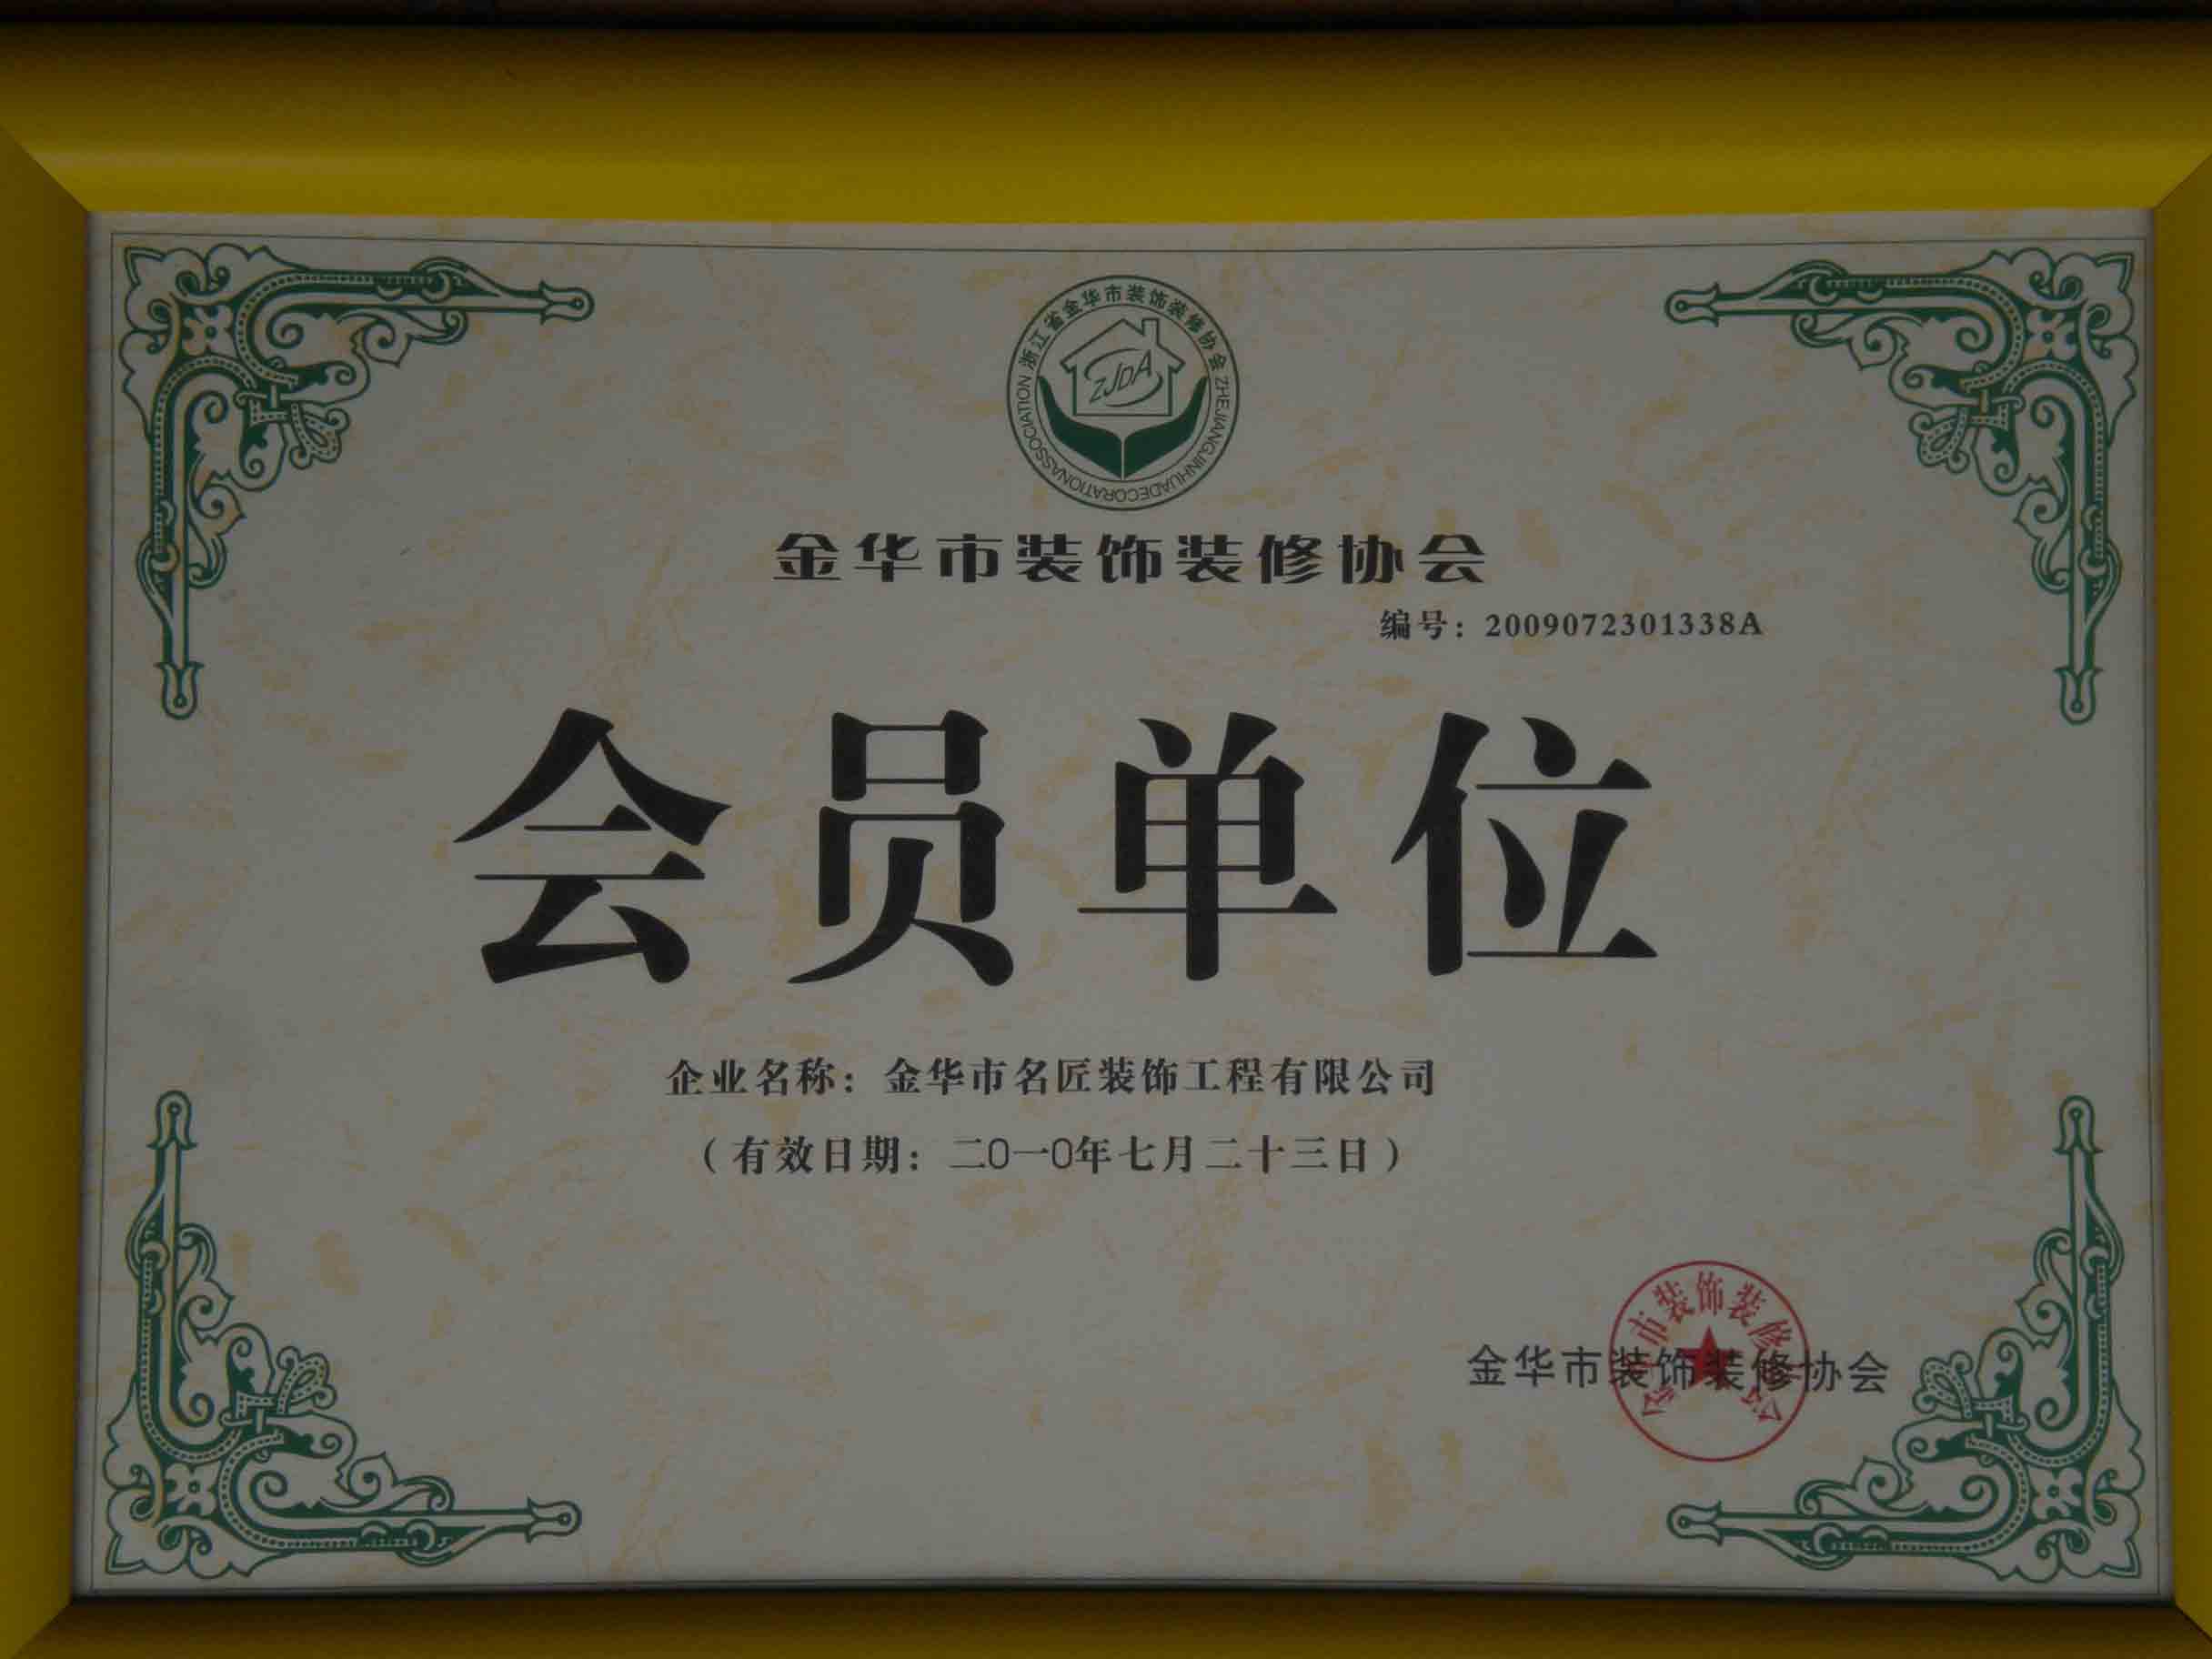 浙江省金华市装饰装修协会 ZHEJIANGJINHUADECORATIONASSOCIATION
ZJDA
金华市装饰装修协会
编号：2009072301338A
会员单位
企业名称：金华市名匠装饰工程有限公司
（有效日期：二0一0年七月二十三日）
市装饰装修
金华市装饰装修协会